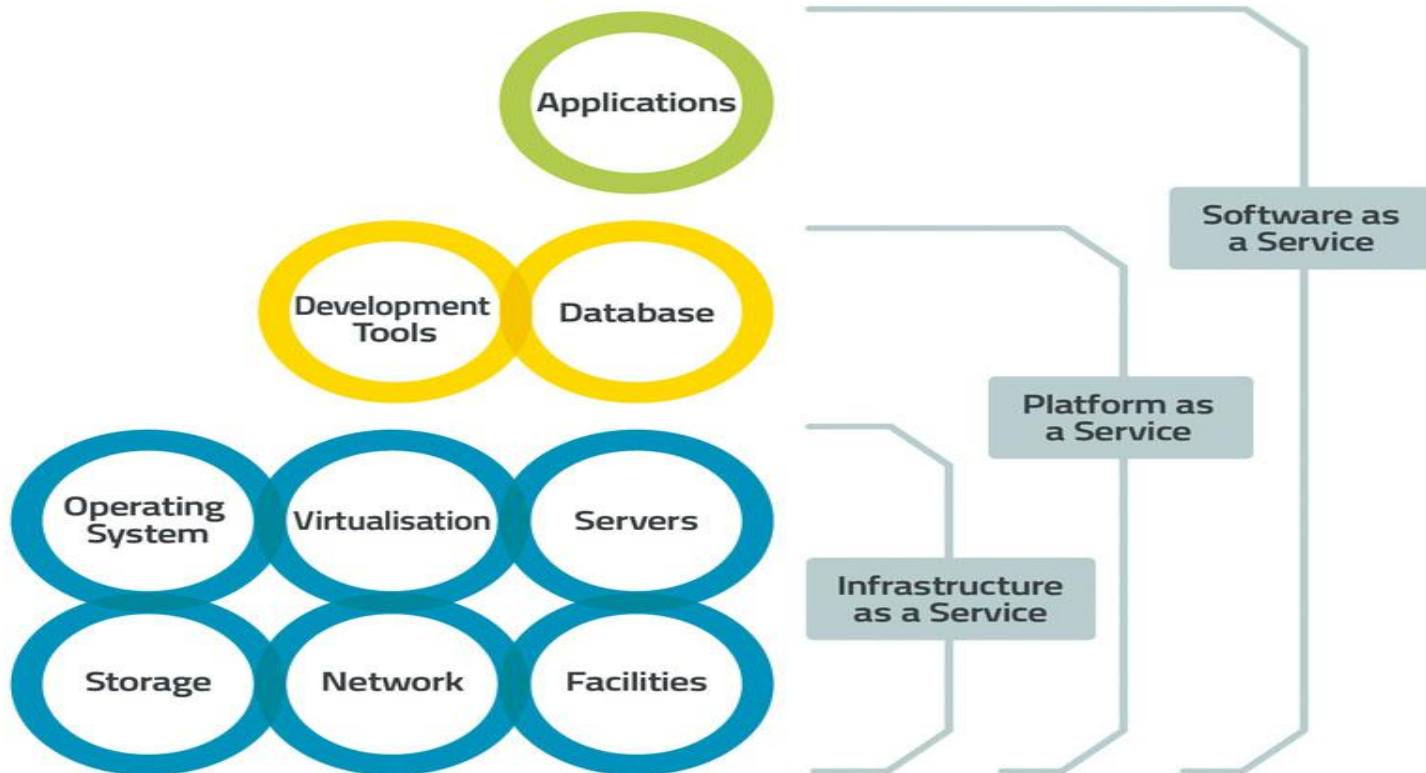 Applications
Software as
a Service
Development
Tools
Database
Platform as
a Service
Operating
System
Virtualisation
Servers
Infrastructure
as a Service
Storage
Network
Facilities